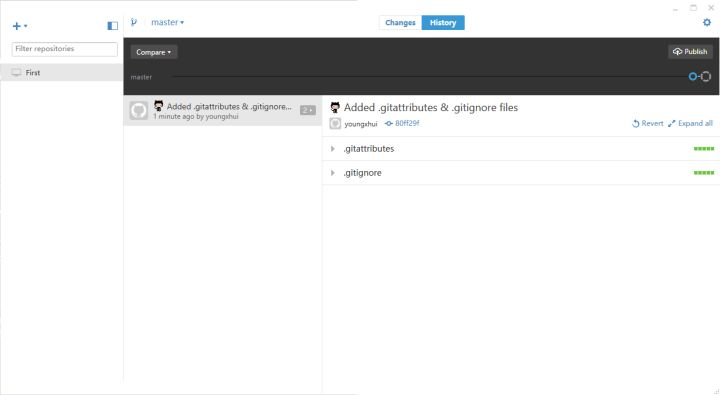 master
Changes
History
Filter repositories
Compare
Publish
First
master
Added .gitattributes & .gitignore...
2
1 minute ago by youngxhui
Added .gitattributes & .gitignore files
youngxhui
80ff29f
Revert
Expand all
.gitattributes
.gitignore